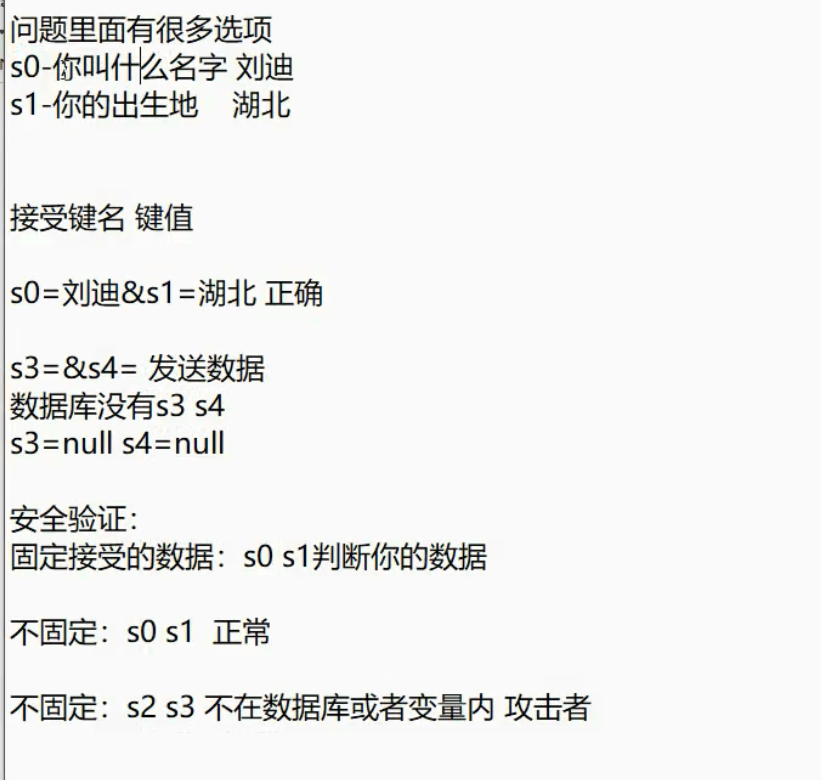 问题里面有很多选项
s0-你叫什么名字 刘迪
s1-你的出生地 湖北
接受键名 键值
s0=刘迪&s1=湖北 正确
s3=&s4= 发送数据
数据库没有s3 s4
s3=null s4=null
安全验证：
固定接受的数据：s0 s1判断你的数据
不固定：s0 s1 正常
不固定：s2 s3 不在数据库或者变量内 攻击者